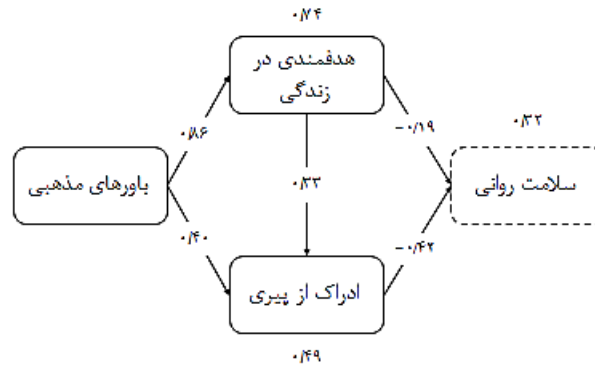 ۰/۷۴
هدفمندی در
زندگی
۰/۸۶
-۰/۱۹
۰/۳۲
باورهای مذهبی
۰/۳۳
سلامت روانی
۰/۴۰
-۰/۴۲
ادراک از پیری
۰/۴۹